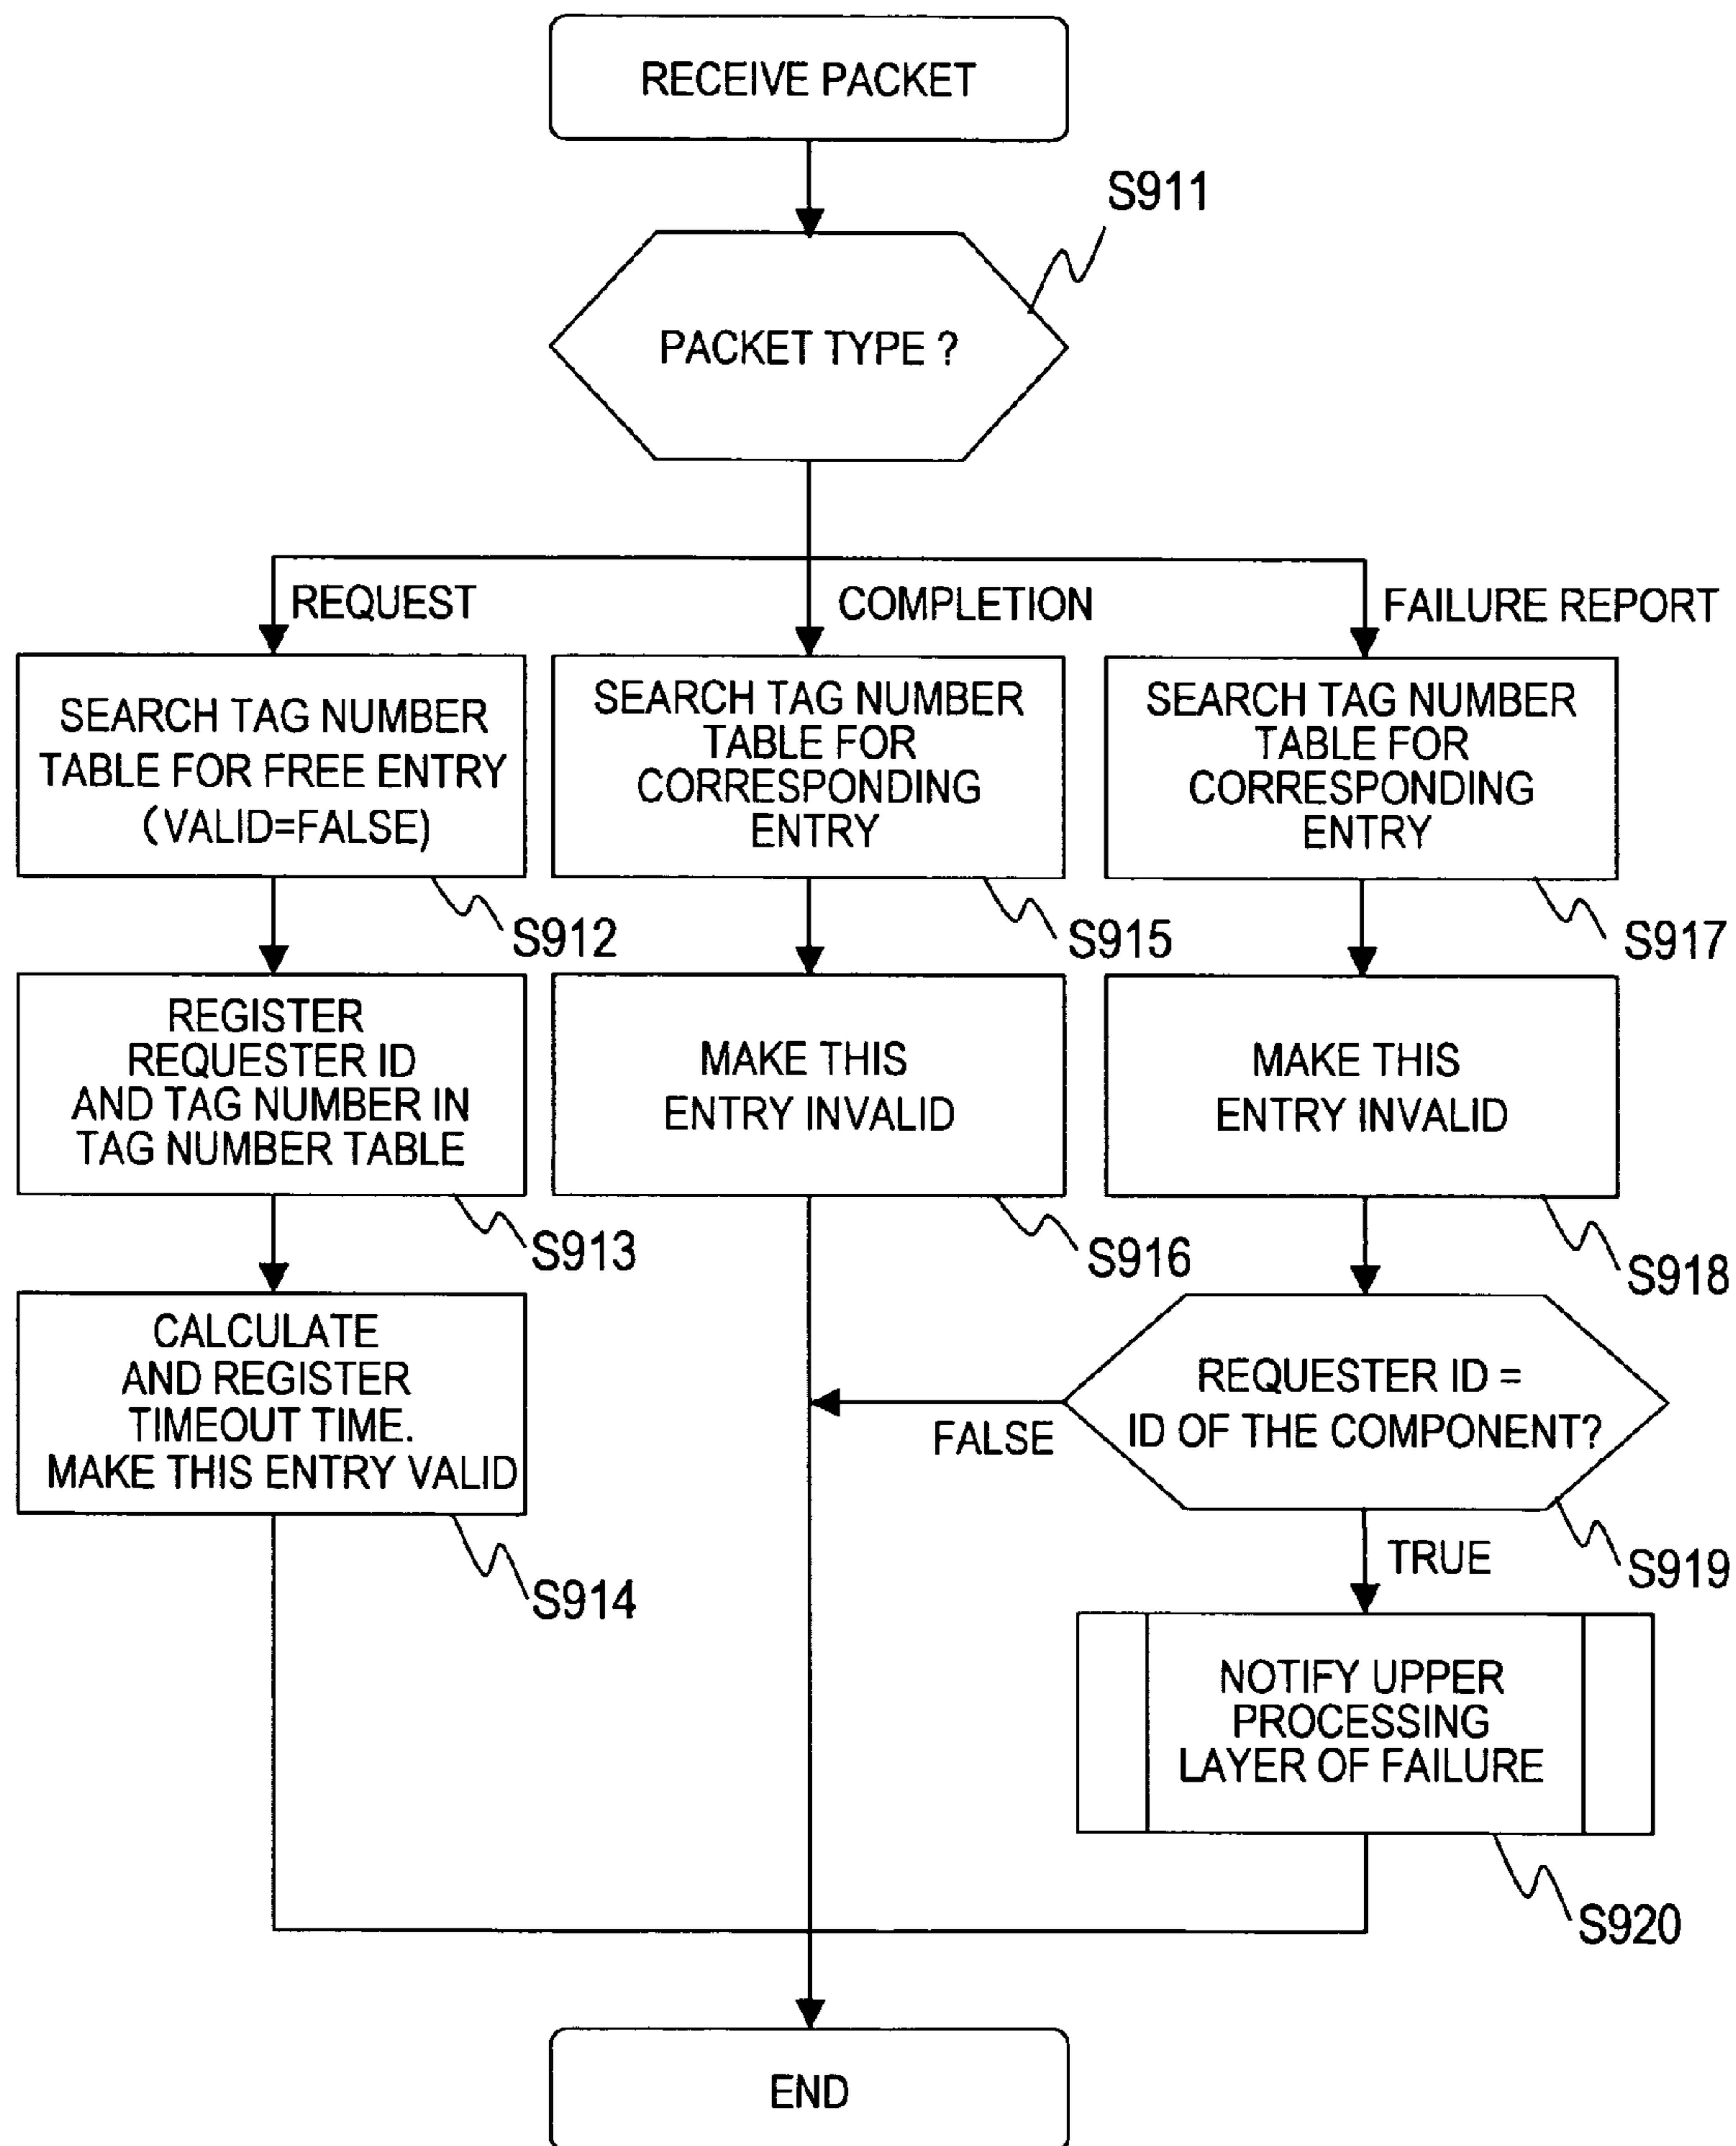 RECEIVE PACKET
S911
PACKET TYPE ?
REQUEST
COMPLETION
FAILURE REPORT
SEARCH TAG NUMBER
TABLE FOR FREE ENTRY
(VALID=FALSE)
S912
SEARCH TAG NUMBER
TABLE FOR
CORRESPONDING
ENTRY
S915
SEARCH TAG NUMBER
TABLE FOR
CORRESPONDING
ENTRY
S917
REGISTER
REQUESTER ID
AND TAG NUMBER IN
TAG NUMBER TABLE
S913
MAKE THIS
ENTRY INVALID
S916
MAKE THIS
ENTRY INVALID
S918
CALCULATE
AND REGISTER
TIMEOUT TIME.
MAKE THIS ENTRY VALID
S914
REQUESTER ID =
ID OF THE COMPONENT?
FALSE
TRUE
S919
NOTIFY UPPER
PROCESSING
LAYER OF FAILURE
S920
END